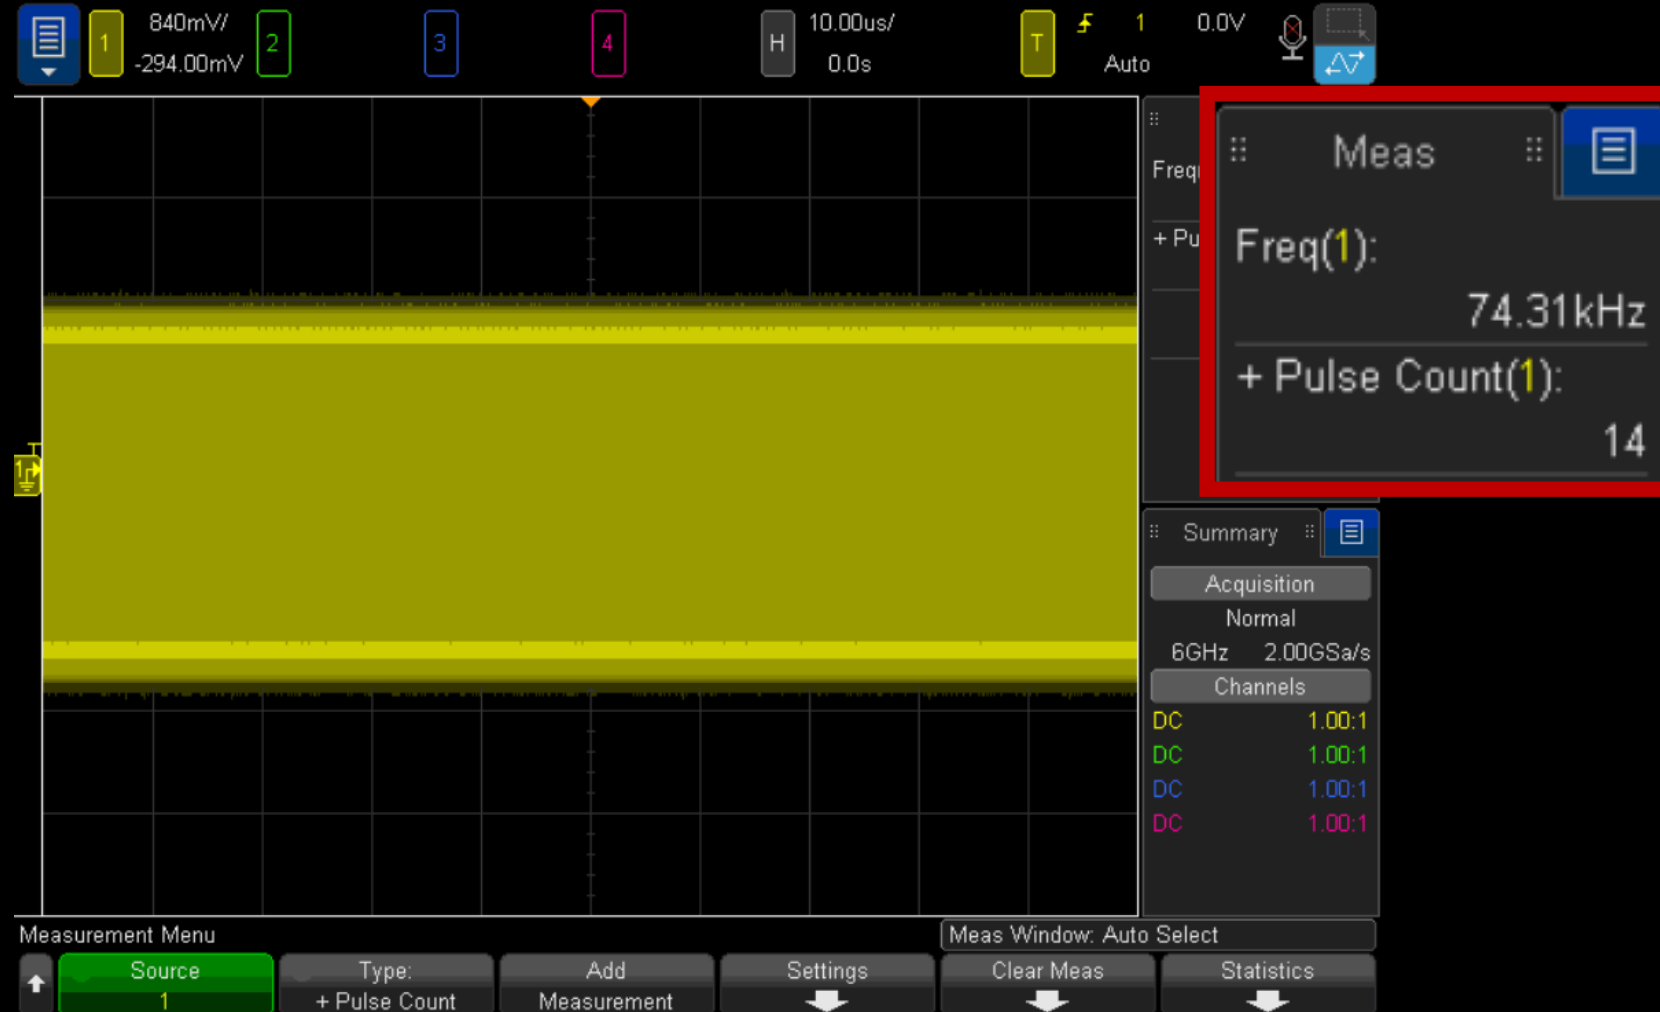 840mV/
10.00us/
1
0.0V
1
2
3
4
H
T
-294.00mV
0.0s
Auto
Meas
Freq(1):
74.31kHz
+ Pulse Count(1):
14
T
1
Summary
Acquisition
Normal
6GHz 2.00GSa/s
Channels
DC 1.00:1
DC 1.00:1
DC 1.00:1
DC 1.00:1
Measurement Menu
Meas Window: Auto Select
Source
1
Type:
+ Pulse Count
Add
Measurement
Settings
Clear Meas
Statistics